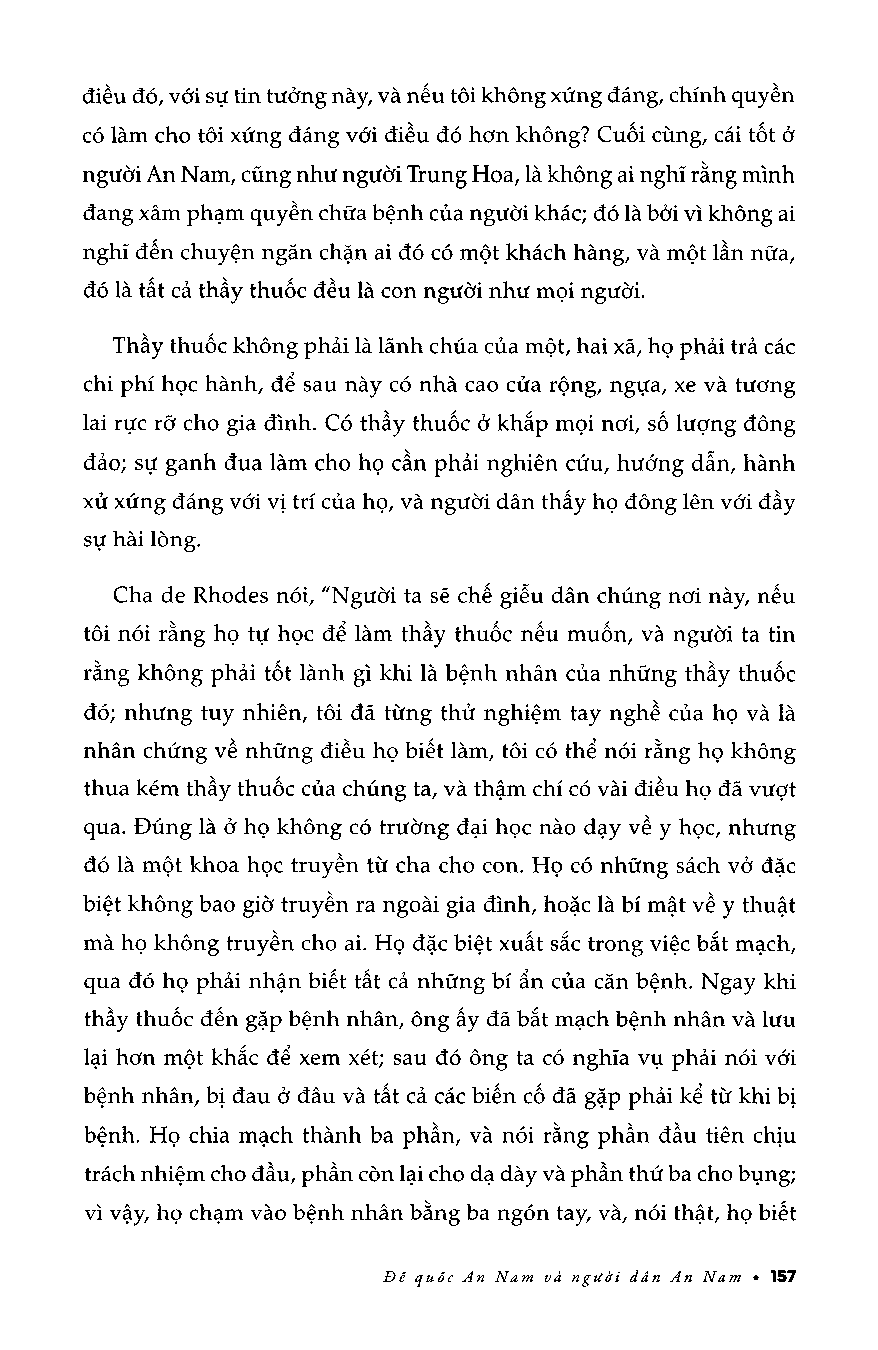 điều đó, với sự tin tưởng này, và nếu tôi không xứng đáng, chính quyền
có làm cho tôi xứng đáng với điều đó hơn không? Cuối cùng, cái tốt ở
người An Nam, cũng như người Trung Hoa, là không ai nghĩ rằng mình
đang xâm phạm quyền chữa bệnh của người khác; đó là bởi vì không ai
nghĩ đến chuyện ngăn chặn ai đó có một khách hàng, và một lần nữa,
đó là tất cả thầy thuốc đều là con người như mọi người.
Thầy thuốc không phải là lãnh chúa của một, hai xã, họ phải trả các
chi phí học hành, để sau này có nhà cao cửa rộng, ngựa, xe và tương
lai rực rỡ cho gia đình. Có thầy thuốc ở khắp mọi nơi, số lượng đông
đảo; sự ganh đua làm cho họ cần phải nghiên cứu, hướng dẫn, hành
xử xứng đáng với vị trí của họ, và người dân thấy họ đông lên với đầy
sự hài lòng.
Cha de Rhodes nói, “Người ta sẽ chế giễu dân chúng nơi này, nếu
tôi nói rằng họ tự học để làm thầy thuốc nếu muốn, và người ta tin
rằng không phải tốt lành gì khi là bệnh nhân của những thầy thuốc
đó; nhưng tuy nhiên, tôi đã từng thử nghiệm tay nghề của họ và là
nhân chứng về những điều họ biết làm, tôi có thể nói rằng họ không
thua kém thầy thuốc của chúng ta, và thậm chí có vài điều họ đã vượt
qua. Đúng là ở họ không có trường đại học nào dạy về y học, nhưng
đó là một khoa học truyền từ cha cho con. Họ có những sách vở đặc
biệt không bao giờ truyền ra ngoài gia đình, hoặc là bí mật về y thuật
mà họ không truyền cho ai. Họ đặc biệt xuất sắc trong việc bắt mạch,
qua đó họ phải nhận biết tất cả những bí ẩn của căn bệnh. Ngay khi
thầy thuốc đến gặp bệnh nhân, ông ấy đã bắt mạch bệnh nhân và lưu
lại hơn một khắc để xem xét; sau đó ông ta có nghĩa vụ phải nói với
bệnh nhân, bị đau ở đâu và tất cả các biến cố đã gặp phải kể từ khi bị
bệnh. Họ chia mạch thành ba phần, và nói rằng phần đầu tiên chịu
trách nhiệm cho đầu, phần còn lại cho dạ dày và phần thứ ba cho bụng;
vì vậy, họ chạm vào bệnh nhân bằng ba ngón tay, và, nói thật, họ biết
Đế quốc An Nam và người dân An Nam • 157